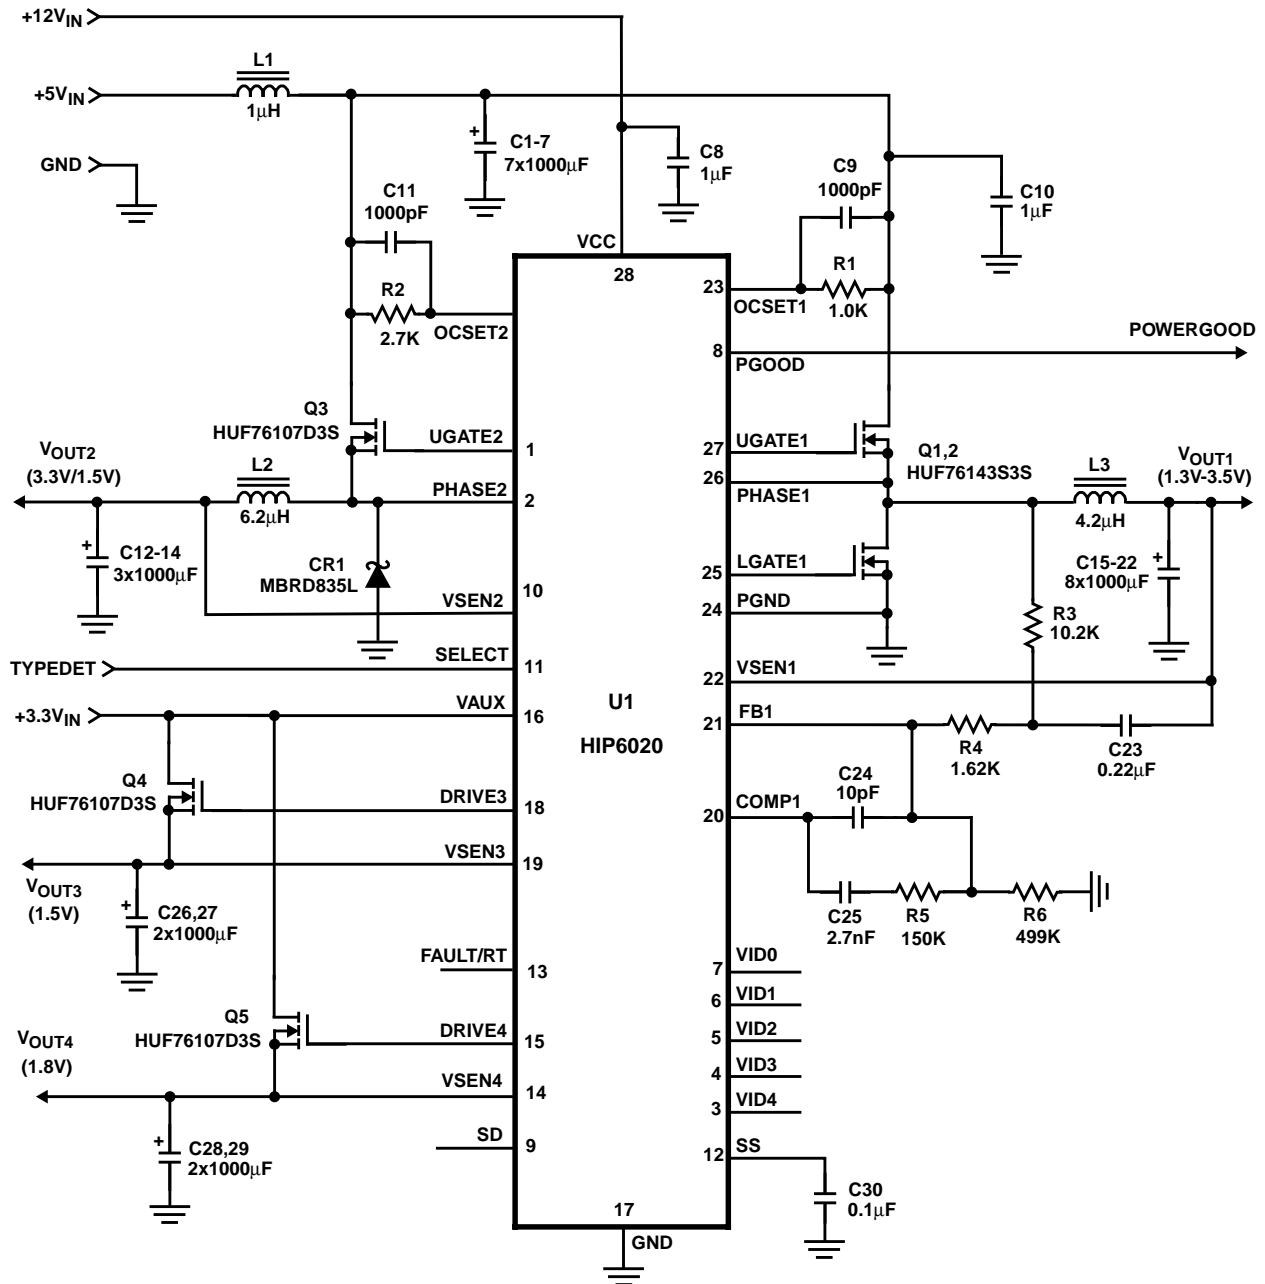 +12VIN
L1
+5VIN
1μH
GND
C1-7
7x1000μF
C8
1μF
C9
1000pF
C10
1μF
C11
1000pF
VCC
28
R2
2.7K
OCSET2
23
OCSET1
R1
1.0K
8
PGOOD
POWERGOOD
Q3
HUF76107D3S
UGATE2
1
27
UGATE1
Q1,2
HUF76143S3S
VOUT2
(3.3V/1.5V)
L2
6.2μH
PHASE2
2
26
PHASE1
L3
4.2μH
VOUT1
(1.3V-3.5V)
C12-14
3x1000μF
CR1
MBRD835L
25
LGATE1
C15-22
8x1000μF
10
VSEN2
24
PGND
R3
10.2K
TYPEDET
SELECT
11
22
VSEN1
+3.3VIN
VAUX
16
U1
HIP6020
21
FB1
R4
1.62K
C23
0.22μF
Q4
HUF76107D3S
DRIVE3
18
20
COMP1
C24
10pF
VSEN3
19
VOUT3
(1.5V)
C26,27
2x1000μF
C25
2.7nF
R5
150K
R6
499K
FAULT/RT
13
7
VID0
6
VID1
Q5
HUF76107D3S
DRIVE4
15
5
VID2
VOUT4
(1.8V)
4
VID3
VSEN4
14
3
VID4
SD
9
C28,29
2x1000μF
12
SS
C30
0.1μF
17
GND